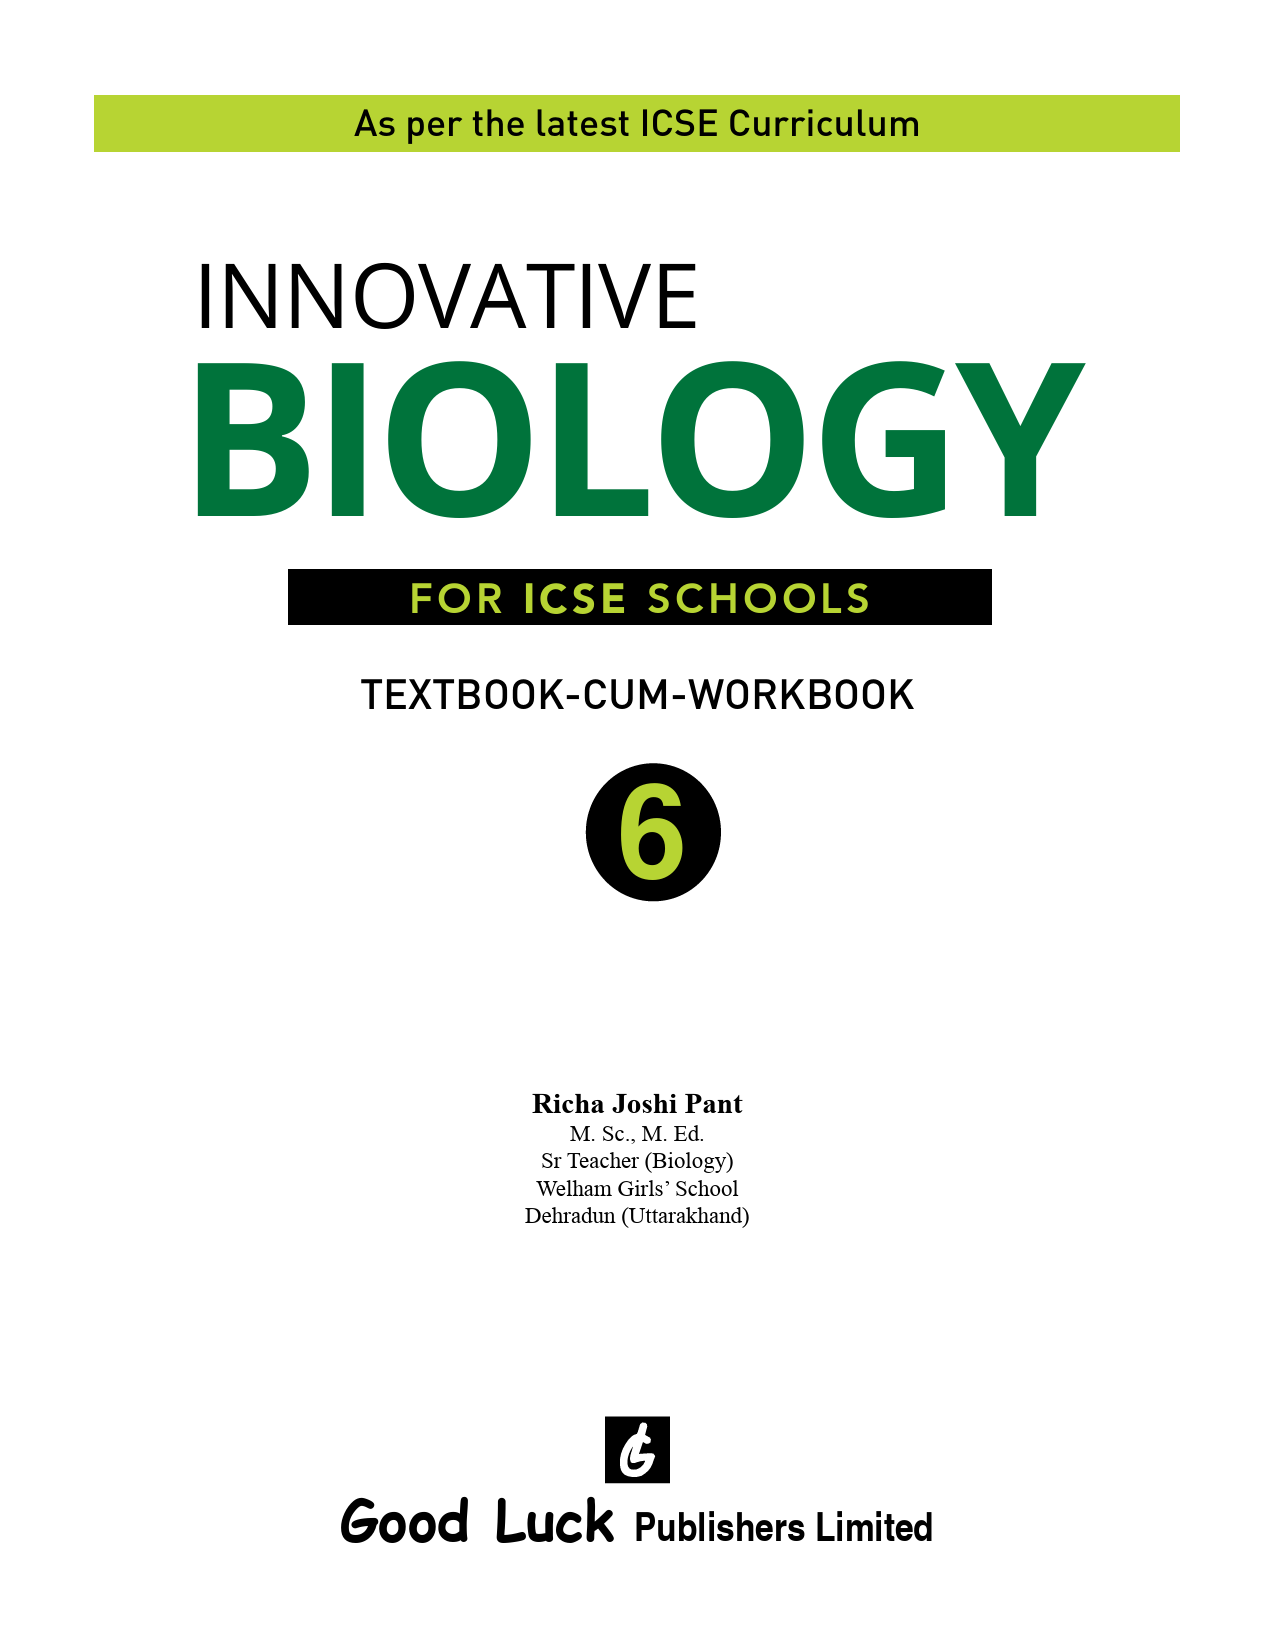 As per the latest ICSE Curriculum
INNOVATIVE
BIOLOGY
FOR ICSE SCHOOLS
TEXTBOOK-CUM-WORKBOOK
6
Richa Joshi Pant
M. Sc., M. Ed.
Sr Teacher (Biology)
Welham Girls’ School
Dehradun (Uttarakhand)
G
Good Luck Publishers Limited